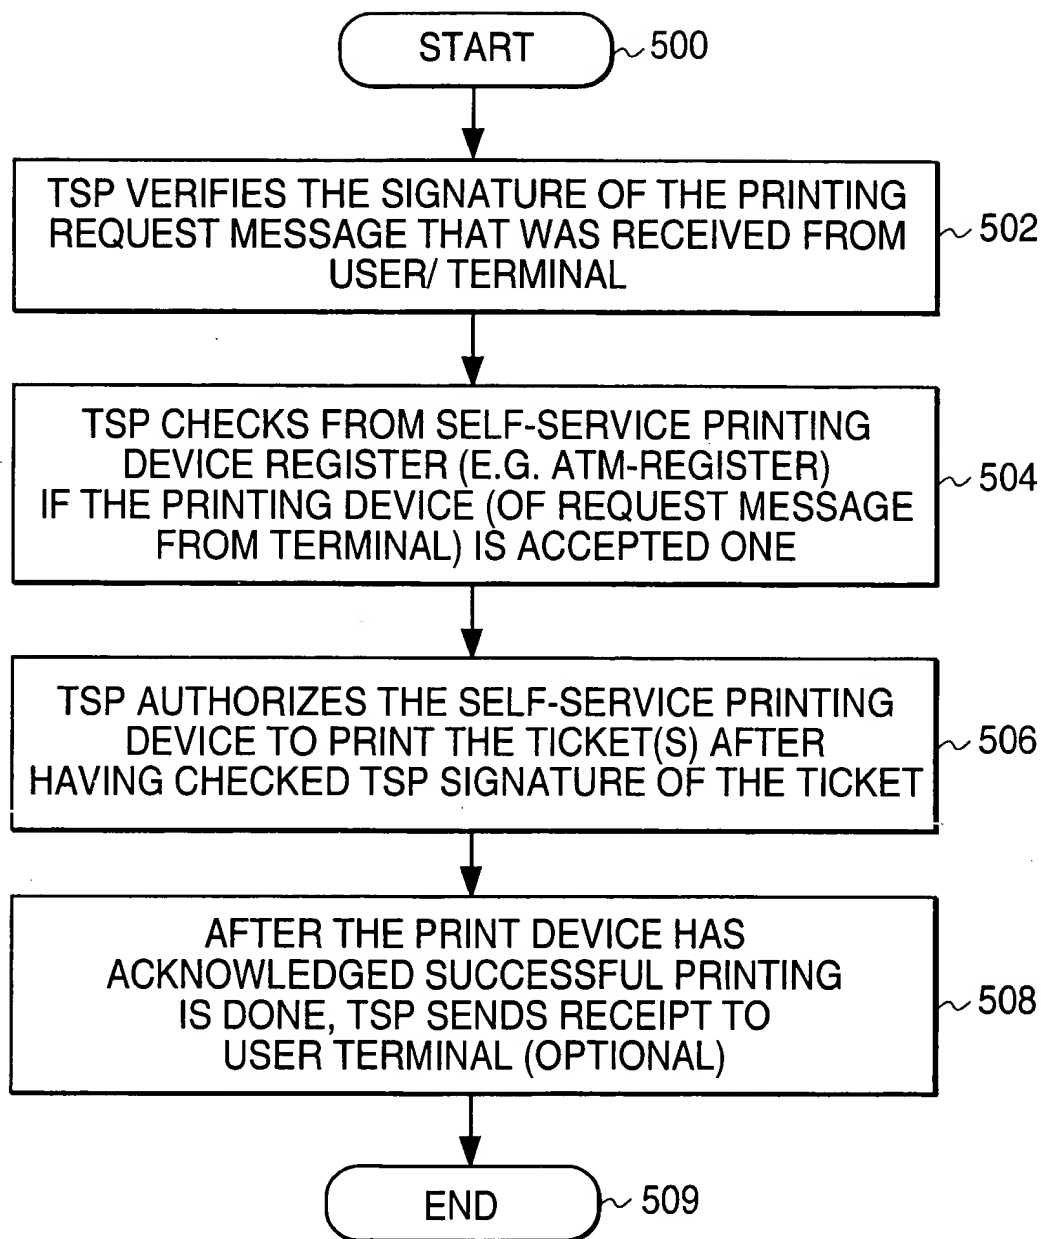 START
500
TSP VERIFIES THE SIGNATURE OF THE PRINTING
REQUEST MESSAGE THAT WAS RECEIVED FROM
USER/ TERMINAL
502
TSP CHECKS FROM SELF-SERVICE PRINTING
DEVICE REGISTER (E.G. ATM-REGISTER)
IF THE PRINTING DEVICE (OF REQUEST MESSAGE
FROM TERMINAL) IS ACCEPTED ONE
504
TSP AUTHORIZES THE SELF-SERVICE PRINTING
DEVICE TO PRINT THE TICKET(S) AFTER
HAVING CHECKED TSP SIGNATURE OF THE TICKET
506
AFTER THE PRINT DEVICE HAS
ACKNOWLEDGED SUCCESSFUL PRINTING
IS DONE, TSP SENDS RECEIPT TO
USER TERMINAL (OPTIONAL)
508
END
509